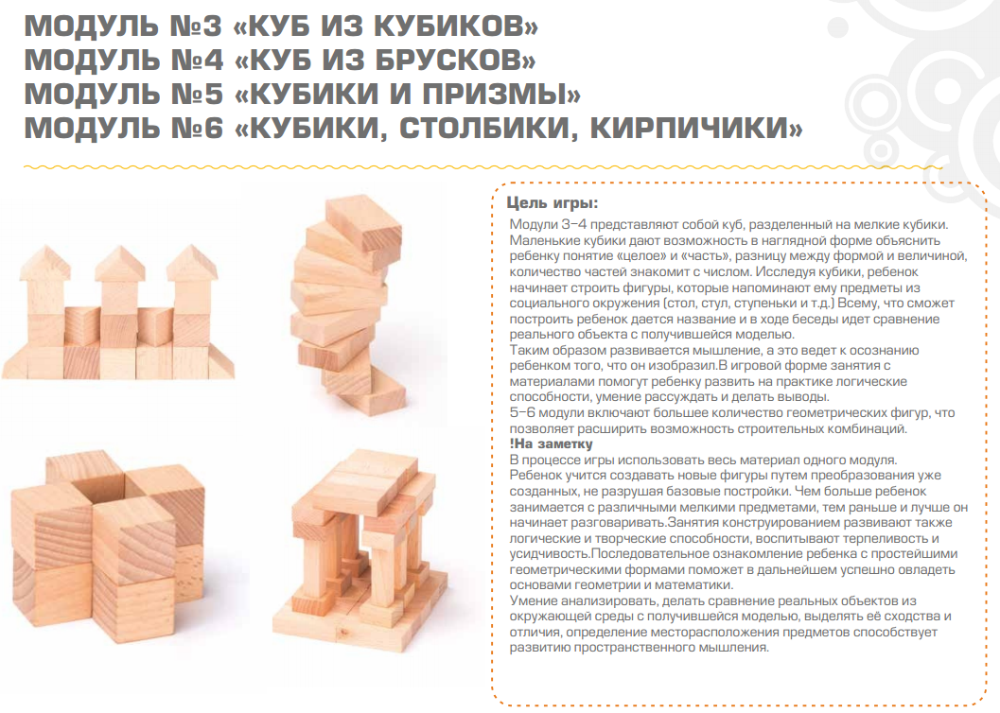 МОДУЛЬ №3 «КУБ ИЗ КУБИКОВ»
МОДУЛЬ №4 «КУБ ИЗ БРУСКОВ»
МОДУЛЬ №5 «КУБИКИ И ПРИЗМЫ»
МОДУЛЬ №6 «КУБИКИ, СТОЛБИКИ, КИРПИЧИКИ»
Цель игры:
Модули 3–4 представляют собой куб, разделенный на мелкие кубики.
Маленькие кубики дают возможность в наглядной форме объяснить
ребенку понятие «целое» и «часть», разницу между формой и величиной,
количество частей знакомит с числом. Исследуя кубики, ребенок
начинает строить фигуры, которые напоминают ему предметы из
социального окружения (стол, стул, ступеньки и т.д.) Всему, что сможет
построить ребенок дается название и в ходе беседы идет сравнение
реального объекта с получившейся моделью.
Таким образом развивается мышление, а это ведет к осознанию
ребенком того, что он изобразил.В игровой форме занятия с
материалами помогут ребенку развить на практике логические
способности, умение рассуждать и делать выводы.
5–6 модули включают большее количество геометрических фигур, что
позволяет расширить возможность строительных комбинаций.
!На заметку
В процессе игры использовать весь материал одного модуля.
Ребенок учится создавать новые фигуры путем преобразования уже
созданных, не разрушая базовые постройки. Чем больше ребенок
занимается с различными мелкими предметами, тем раньше и лучше он
начинает разговаривать.Занятия конструированием развивают также
логические и творческие способности, воспитывают терпеливость и
усидчивость.Последовательное ознакомление ребенка с простейшими
геометрическими формами поможет в дальнейшем успешно овладеть
основами геометрии и математики.
Умение анализировать, делать сравнение реальных объектов из
окружающей среды с получившейся моделью, выделять её сходства и
отличия, определение месторасположения предметов способствует
развитию пространственного мышления.